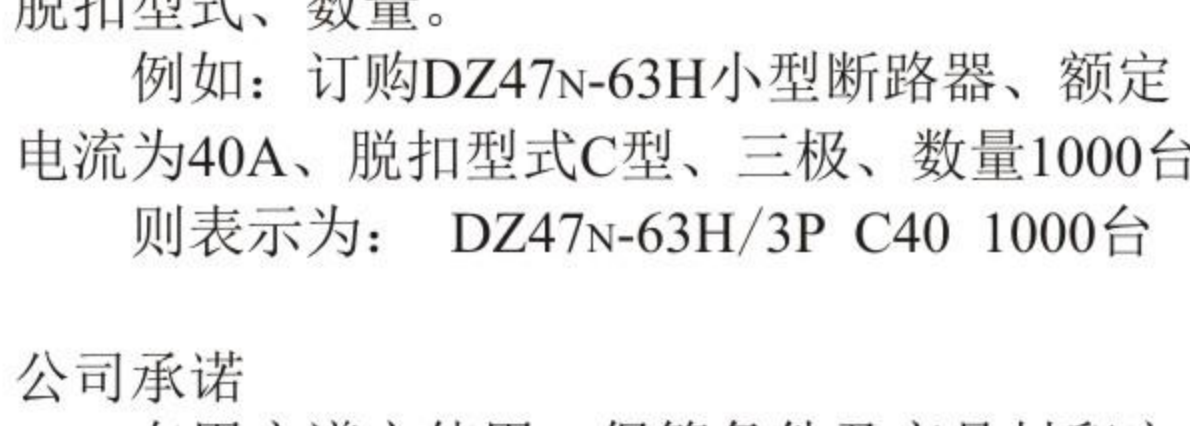 脱扣型式、数量。
例如：订购DZ47N-63H小型断路器、额定
电流为40A、脱扣型式C型、三极、数量1000台
则表示为： DZ47N-63H/3P C40 1000台
公司承诺